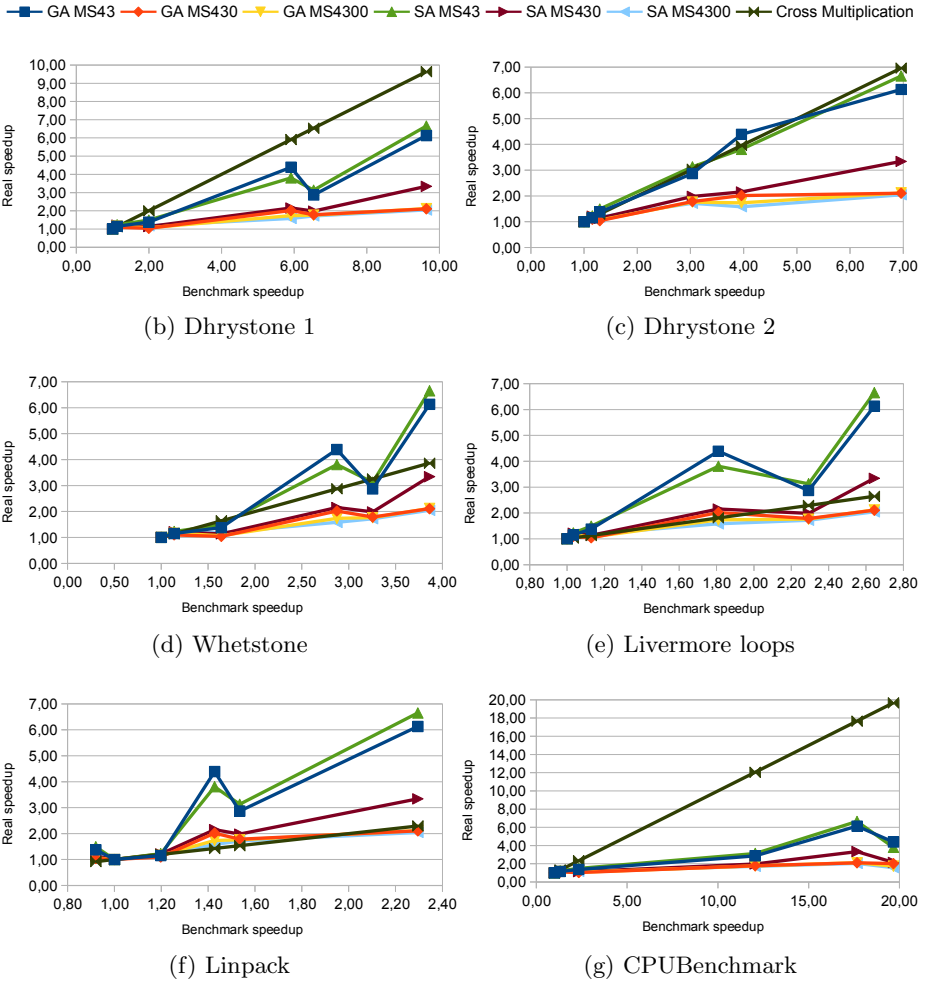 GA MS43 GA MS430 GA MS4300 SA MS43 SA MS430 SA MS4300 Cross Multiplication
10,00
9,00
8,00
7,00
6,00
5,00
4,00
3,00
2,00
1,00
0,00
Real speedup
0,00 2,00 4,00 6,00 8,00 10,00
Benchmark speedup
(b) Dhrystone 1
7,00
6,00
5,00
4,00
3,00
2,00
1,00
0,00
Real speedup
0,00 1,00 2,00 3,00 4,00 5,00 6,00 7,00
Benchmark speedup
(c) Dhrystone 2
7,00
6,00
5,00
4,00
3,00
2,00
1,00
0,00
Real speedup
0,00 0,50 1,00 1,50 2,00 2,50 3,00 3,50 4,00
Benchmark speedup
(d) Whetstone
7,00
6,00
5,00
4,00
3,00
2,00
1,00
0,00
Real speedup
0,80 1,00 1,20 1,40 1,60 1,80 2,00 2,20 2,40 2,60 2,80
Benchmark speedup
(e) Livermore loops
7,00
6,00
5,00
4,00
3,00
2,00
1,00
0,00
Real speedup
0,80 1,00 1,20 1,40 1,60 1,80 2,00 2,20 2,40
Benchmark speedup
(f) Linpack
20,00
18,00
16,00
14,00
12,00
10,00
8,00
6,00
4,00
2,00
0,00
Real speedup
0,00 5,00 10,00 15,00 20,00
Benchmark speedup
(g) CPUBenchmark